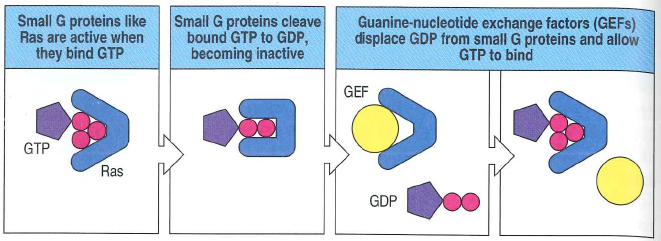 Small G proteins like
Ras are active when
they bind GTP
Small G proteins cleave
bound GTP to GDP,
becoming inactive
Guanine-nucleotide exchange factors (GEFs)
displace GDP from small G proteins and allow
GTP to bind
GTP
Ras
GEF
GDP